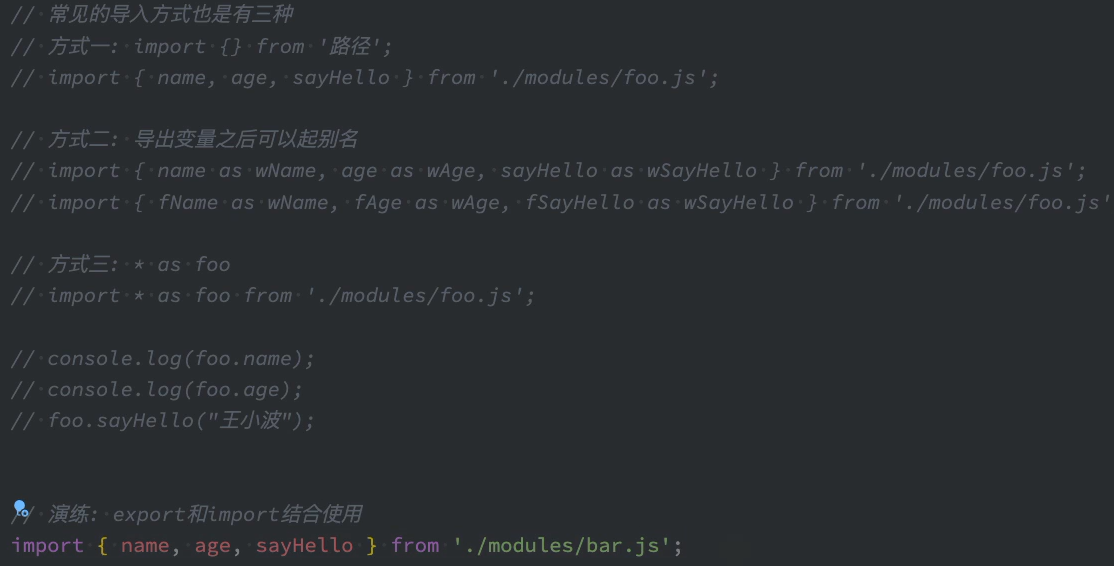 // 常见的导入方式也是有三种
// 方式一: import {} from '路径';
// import { name, age, sayHello } from './modules/foo.js';
// 方式二: 导出变量之后可以起别名
// import { name as wName, age as wAge, sayHello as wSayHello } from './modules/foo.js';
// import { fName as wName, fAge as wAge, fSayHello as wSayHello } from './modules/foo.js'
// 方式三: * as foo
// import * as foo from './modules/foo.js';
// console.log(foo.name);
// console.log(foo.age);
// foo.sayHello("王小波");
// 演练: export和import结合使用
import { name, age, sayHello } from './modules/bar.js';